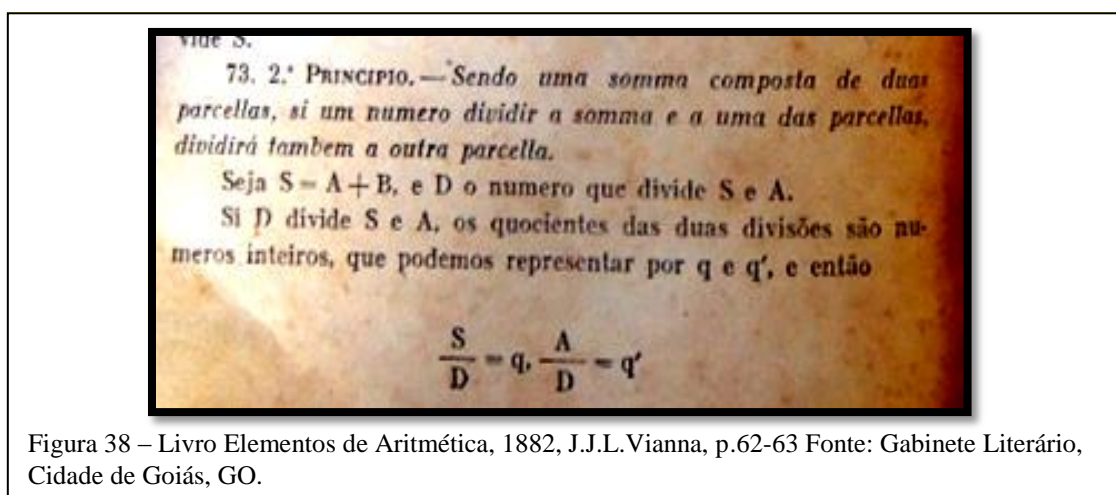 vide S.
73. 2.º PRINCIPIO. — Sendo uma somma composta de duas
parcellas, si um numero dividir a somma e a uma das parcellas,
dividirá tambem a outra parcella.
Seja S = A + B, e D o numero que divide S e A.
Si D divide S e A, os quocientes das duas divisões são nu-
meros inteiros, que podemos representar por q e q', e então
S/D = q, A/D = q'
Figura 38 – Livro Elementos de Aritmética, 1882, J.J.L.Vianna, p.62-63 Fonte: Gabinete Literário,
Cidade de Goiás, GO.